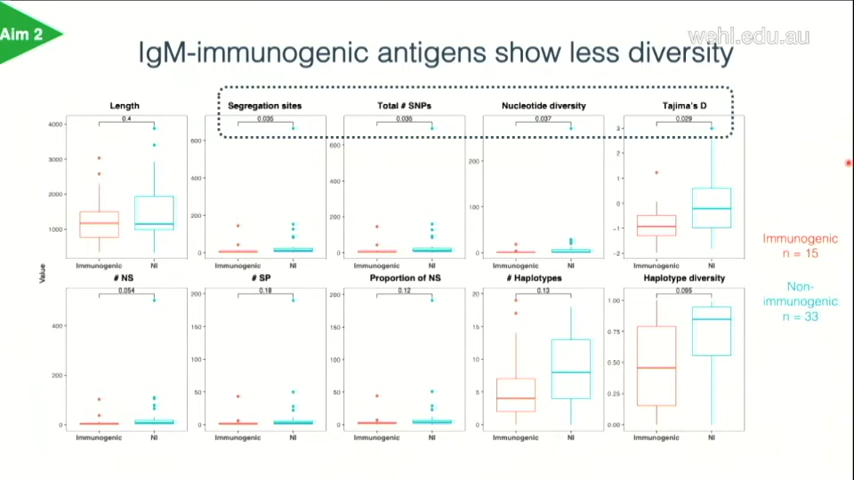 Aim 2
wehi.edu.au
IgM-immunogenic antigens show less diversity
Length
Segregation sites
Total # SNPs
Nucleotide diversity
Tajima's D
0.4
0.035
0.035
0.037
0.029
4000
3000
2000
1000
600
400
200
0
600
400
200
0
200
100
0
3
2
1
0
−1
−2
Immunogenic NI
Immunogenic NI
Immunogenic NI
Immunogenic NI
Immunogenic NI
Value
# NS
# SP
Proportion of NS
# Haplotypes
Haplotype diversity
0.054
0.18
0.12
0.13
0.095
400
200
0
200
150
100
50
0
200
150
100
50
0
20
15
10
5
0
1.00
0.75
0.50
0.25
0.00
Immunogenic NI
Immunogenic NI
Immunogenic NI
Immunogenic NI
Immunogenic NI
Immunogenic
n = 15
Non-
immunogenic
n = 33